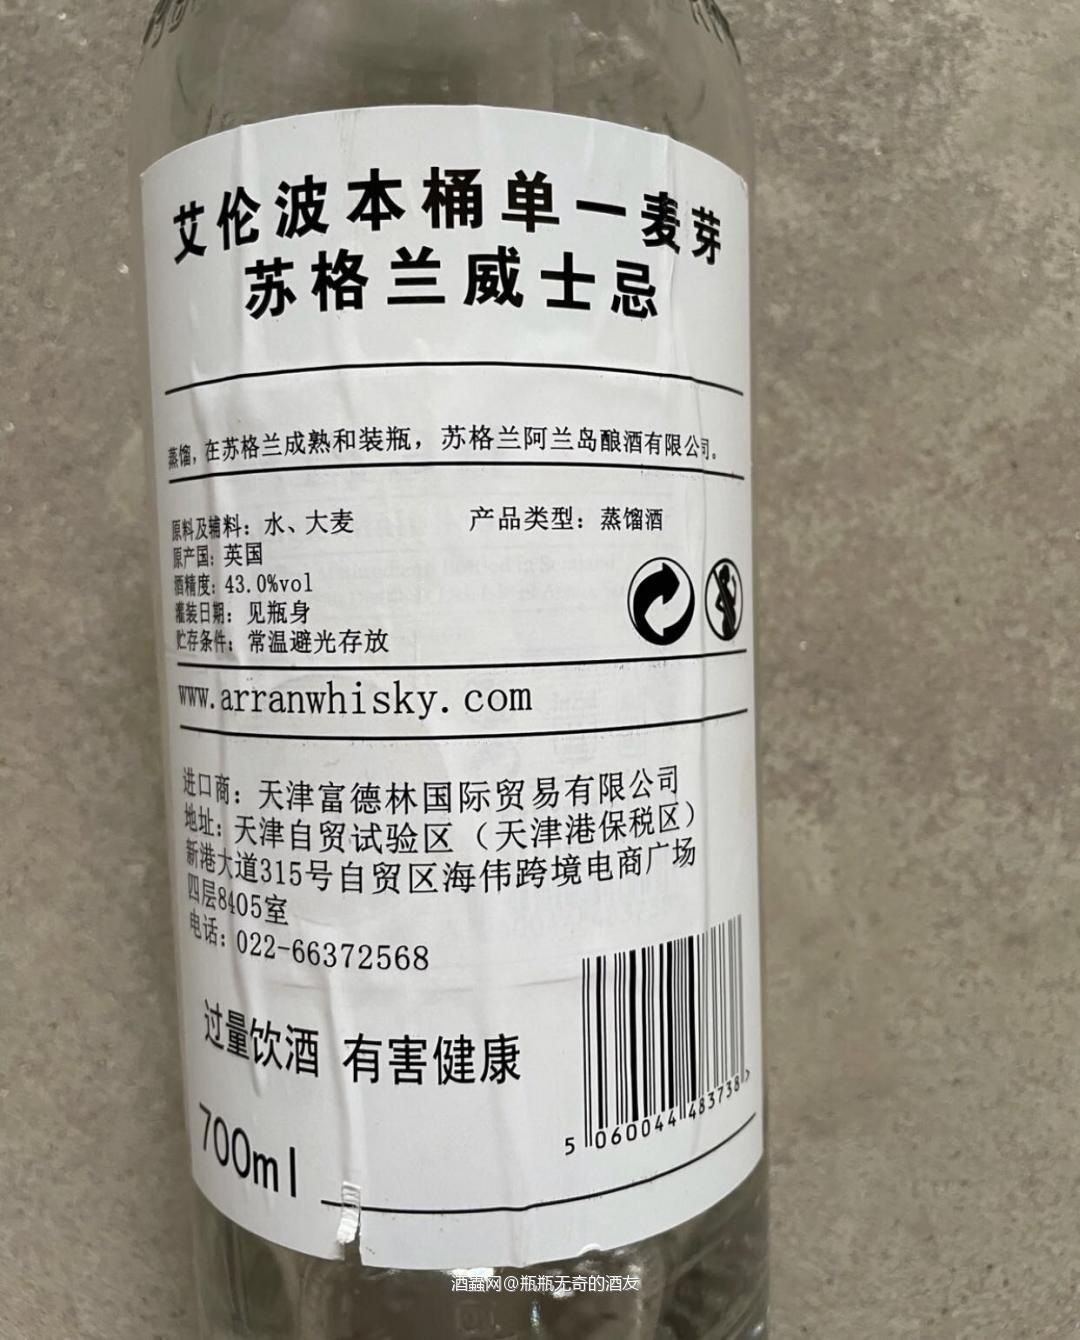 艾伦波本桶单一麦芽
苏格兰威士忌
蒸馏，在苏格兰成熟和装瓶，苏格兰阿兰岛酿酒有限公司。
原料及辅料：水、大麦 产品类型：蒸馏酒
原产国：英国
酒精度：43.0%vol
灌装日期：见瓶身
贮存条件：常温避光存放
www.arranwhisky.com
进口商：天津富德林国际贸易有限公司
地址：天津自贸试验区（天津港保税区）
新港大道315号自贸区海伟跨境电商广场
四层8405室
电话：022-66372568
过量饮酒 有害健康
700ml
5 060044 483738 >
酒蟲网@瓶瓶无奇的酒友